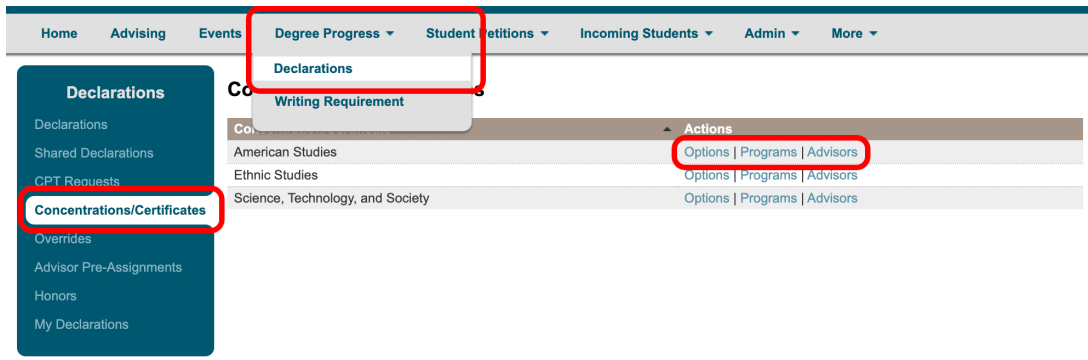 Home Advising Events Degree Progress Student Petitions Incoming Students Admin More
Declarations
Writing Requirement
Declarations
Declarations
Shared Declarations
CPT Requests
Concentrations/Certificates
Overrides
Advisor Pre-Assignments
Honors
My Declarations
Actions
American Studies Options | Programs | Advisors
Ethnic Studies Options | Programs | Advisors
Science, Technology, and Society Options | Programs | Advisors